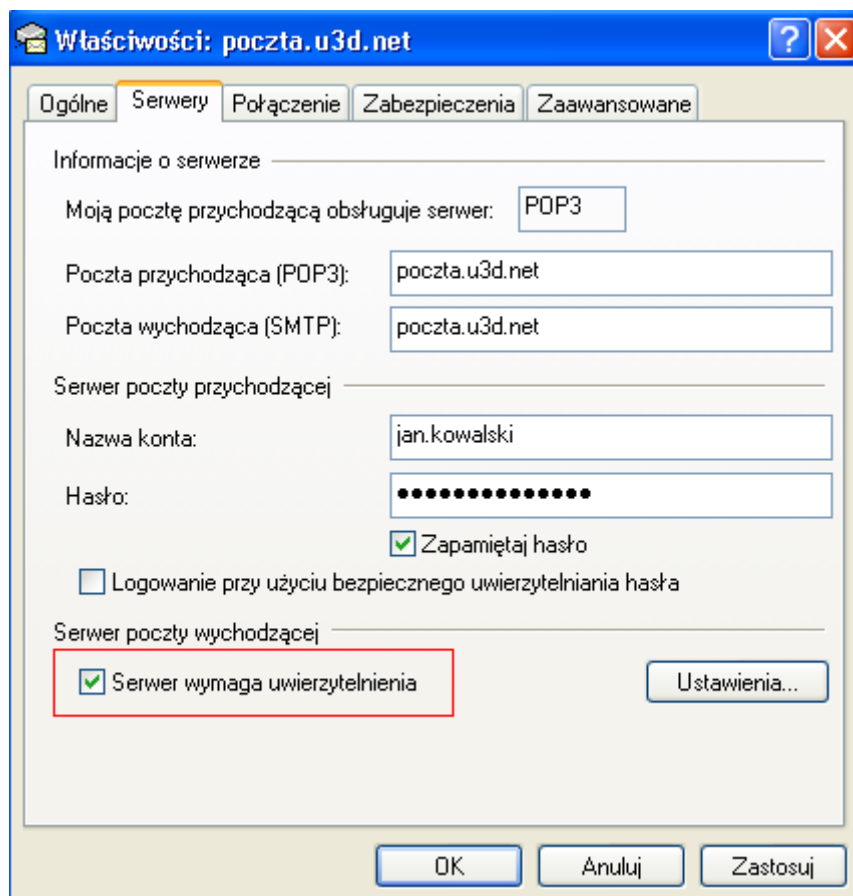 Właściwości: poczta.u3d.net
Ogólne Serwery Połączenie Zabezpieczenia Zaawansowane
Informacje o serwerze
Moją pocztę przychodzącą obsługuje serwer: POP3
Poczta przychodząca (POP3): poczta.u3d.net
Poczta wychodząca (SMTP): poczta.u3d.net
Serwer poczty przychodzącej
Nazwa konta: jan.kowalski
Hasło: ••••••••••••••
Zapamiętaj hasło
Logowanie przy użyciu bezpiecznego uwierzytelniania hasła
Serwer poczty wychodzącej
Serwer wymaga uwierzytelnienia Ustawienia...
OK Anuluj Zastosuj